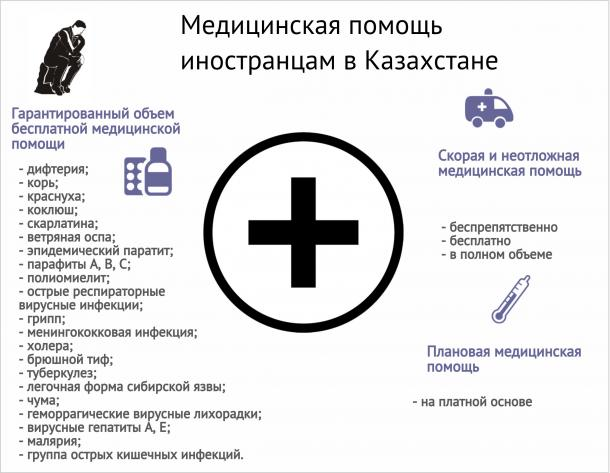 Медицинская помощь
иностранцам в Казахстане
Гарантированный объем
бесплатной медицинской
помощи
- дифтерия;
- корь;
- краснуха;
- коклюш;
- скарлатина;
- ветряная оспа;
- эпидемический паратит;
- парафиты А, В, С;
- полиомиелит;
- острые респираторные
вирусные инфекции;
- грипп;
- менингококковая инфекция;
- холера;
- брюшной тиф;
- туберкулез;
- легочная форма сибирской язвы;
- чума;
- геморрагические вирусные лихорадки;
- вирусные гепатиты А, Е;
- малярия;
- группа острых кишечных инфекций.
Скорая и неотложная
медицинская помощь
- беспрепятственно
- бесплатно
- в полном объеме
Плановая медицинская
помощь
- на платной основе